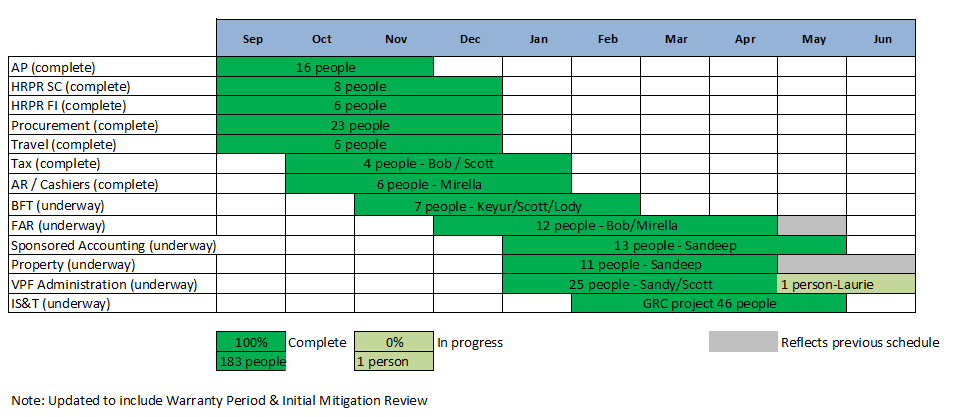 Sep Oct Nov Dec Jan Feb Mar Apr May Jun
AP (complete) 16 people
HRPR SC (complete) 8 people
HRPR FI (complete) 6 people
Procurement (complete) 23 people
Travel (complete) 6 people
Tax (complete) 4 people - Bob / Scott
AR / Cashiers (complete) 6 people - Mirella
BFT (underway) 7 people - Keyur/Scott/Lody
FAR (underway) 12 people - Bob/Mirella
Sponsored Accounting (underway) 13 people - Sandeep
Property (underway) 11 people - Sandeep
VPF Administration (underway) 25 people - Sandy/Scott 1 person-Laurie
IS&T (underway) GRC project 46 people
100% Complete 0% In progress Reflects previous schedule
183 people 1 person
Note: Updated to include Warranty Period & Initial Mitigation Review